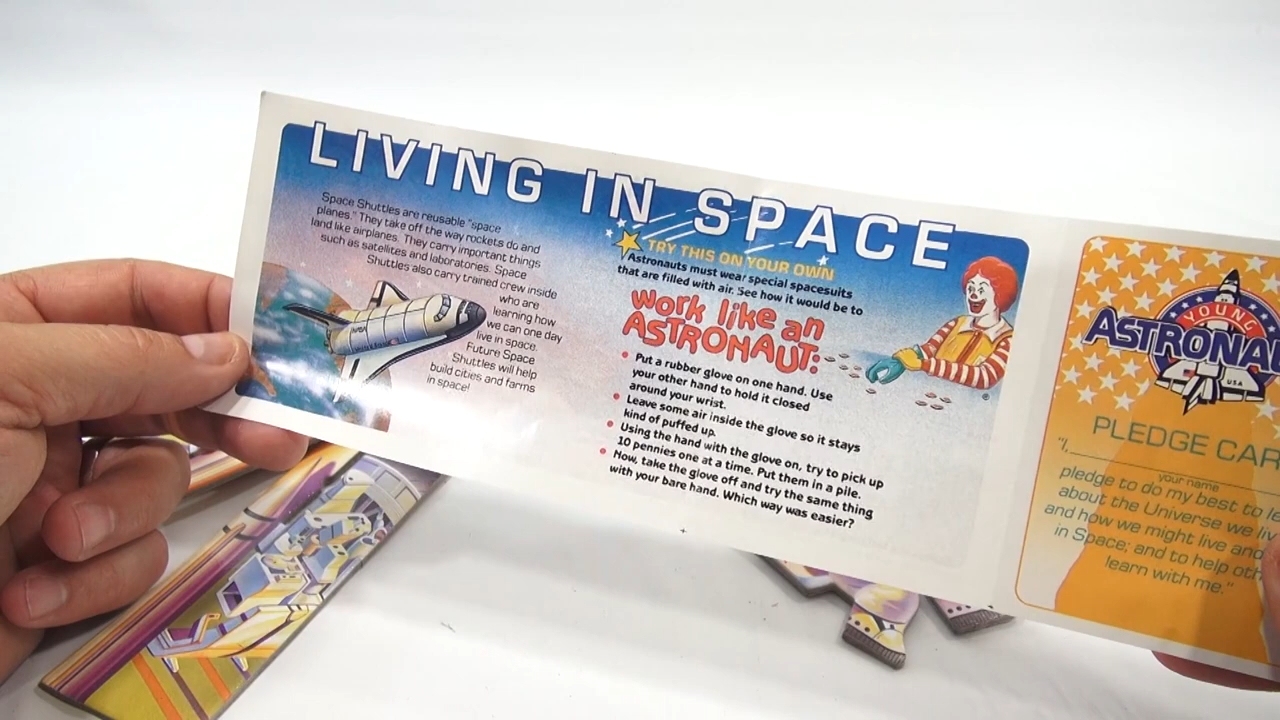 LIVING IN SPACE
Space Shuttles are reusable "space
planes." They take off the way rockets do and
land like airplanes. They carry important things
such as satellites and laboratories. Space
Shuttles also carry trained crew inside
who are
learning how
we can one day
live in space.
Future Space
Shuttles will help
build cities and farms
in space!
NASA
TRY THIS ON YOUR OWN
Astronauts must wear special spacesuits
that are filled with air. See how it would be to
Work like an
ASTRONAUT:
• Put a rubber glove on one hand. Use
your other hand to hold it closed
around your wrist.
• Leave some air inside the glove so it stays
kind of puffed up.
• Using the hand with the glove on, try to pick up
10 pennies one at a time. Put them in a pile.
• Now, take the glove off and try the same thing
with your bare hand. Which way was easier?
®
YOUNG
ASTRONA
USA
PLEDGE CAR
"I,
your name
pledge to do my best to le
about the Universe we liv
and how we might live and
in Space; and to help oth
learn with me."